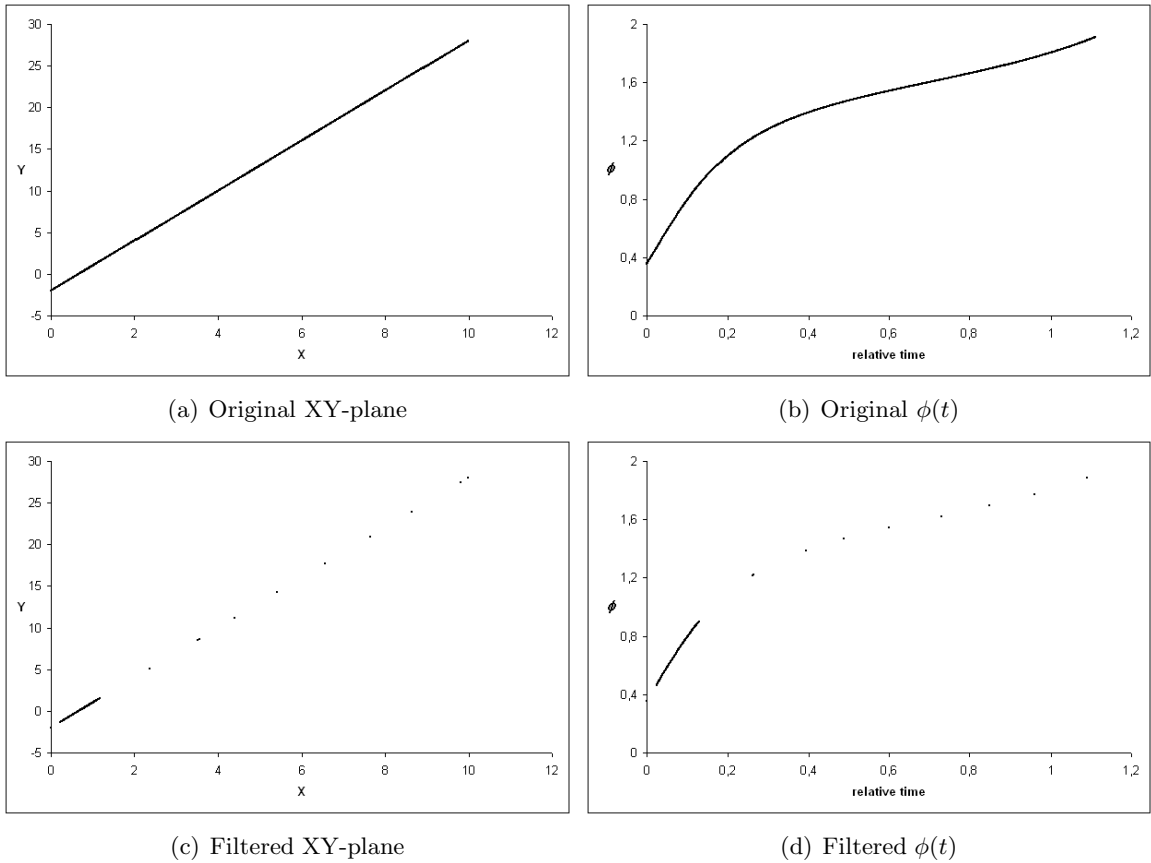 30
25
20
15
10
5
0
-5
Y
0 2 4 6 8 10 12
X
(a) Original XY-plane
2
1,6
1,2
0,8
0,4
0
ϕ
0 0,2 0,4 0,6 0,8 1 1,2
relative time
(b) Original ϕ(t)
30
25
20
15
10
5
0
-5
Y
0 2 4 6 8 10 12
X
(c) Filtered XY-plane
2
1,6
1,2
0,8
0,4
0
ϕ
0 0,2 0,4 0,6 0,8 1 1,2
relative time
(d) Filtered ϕ(t)